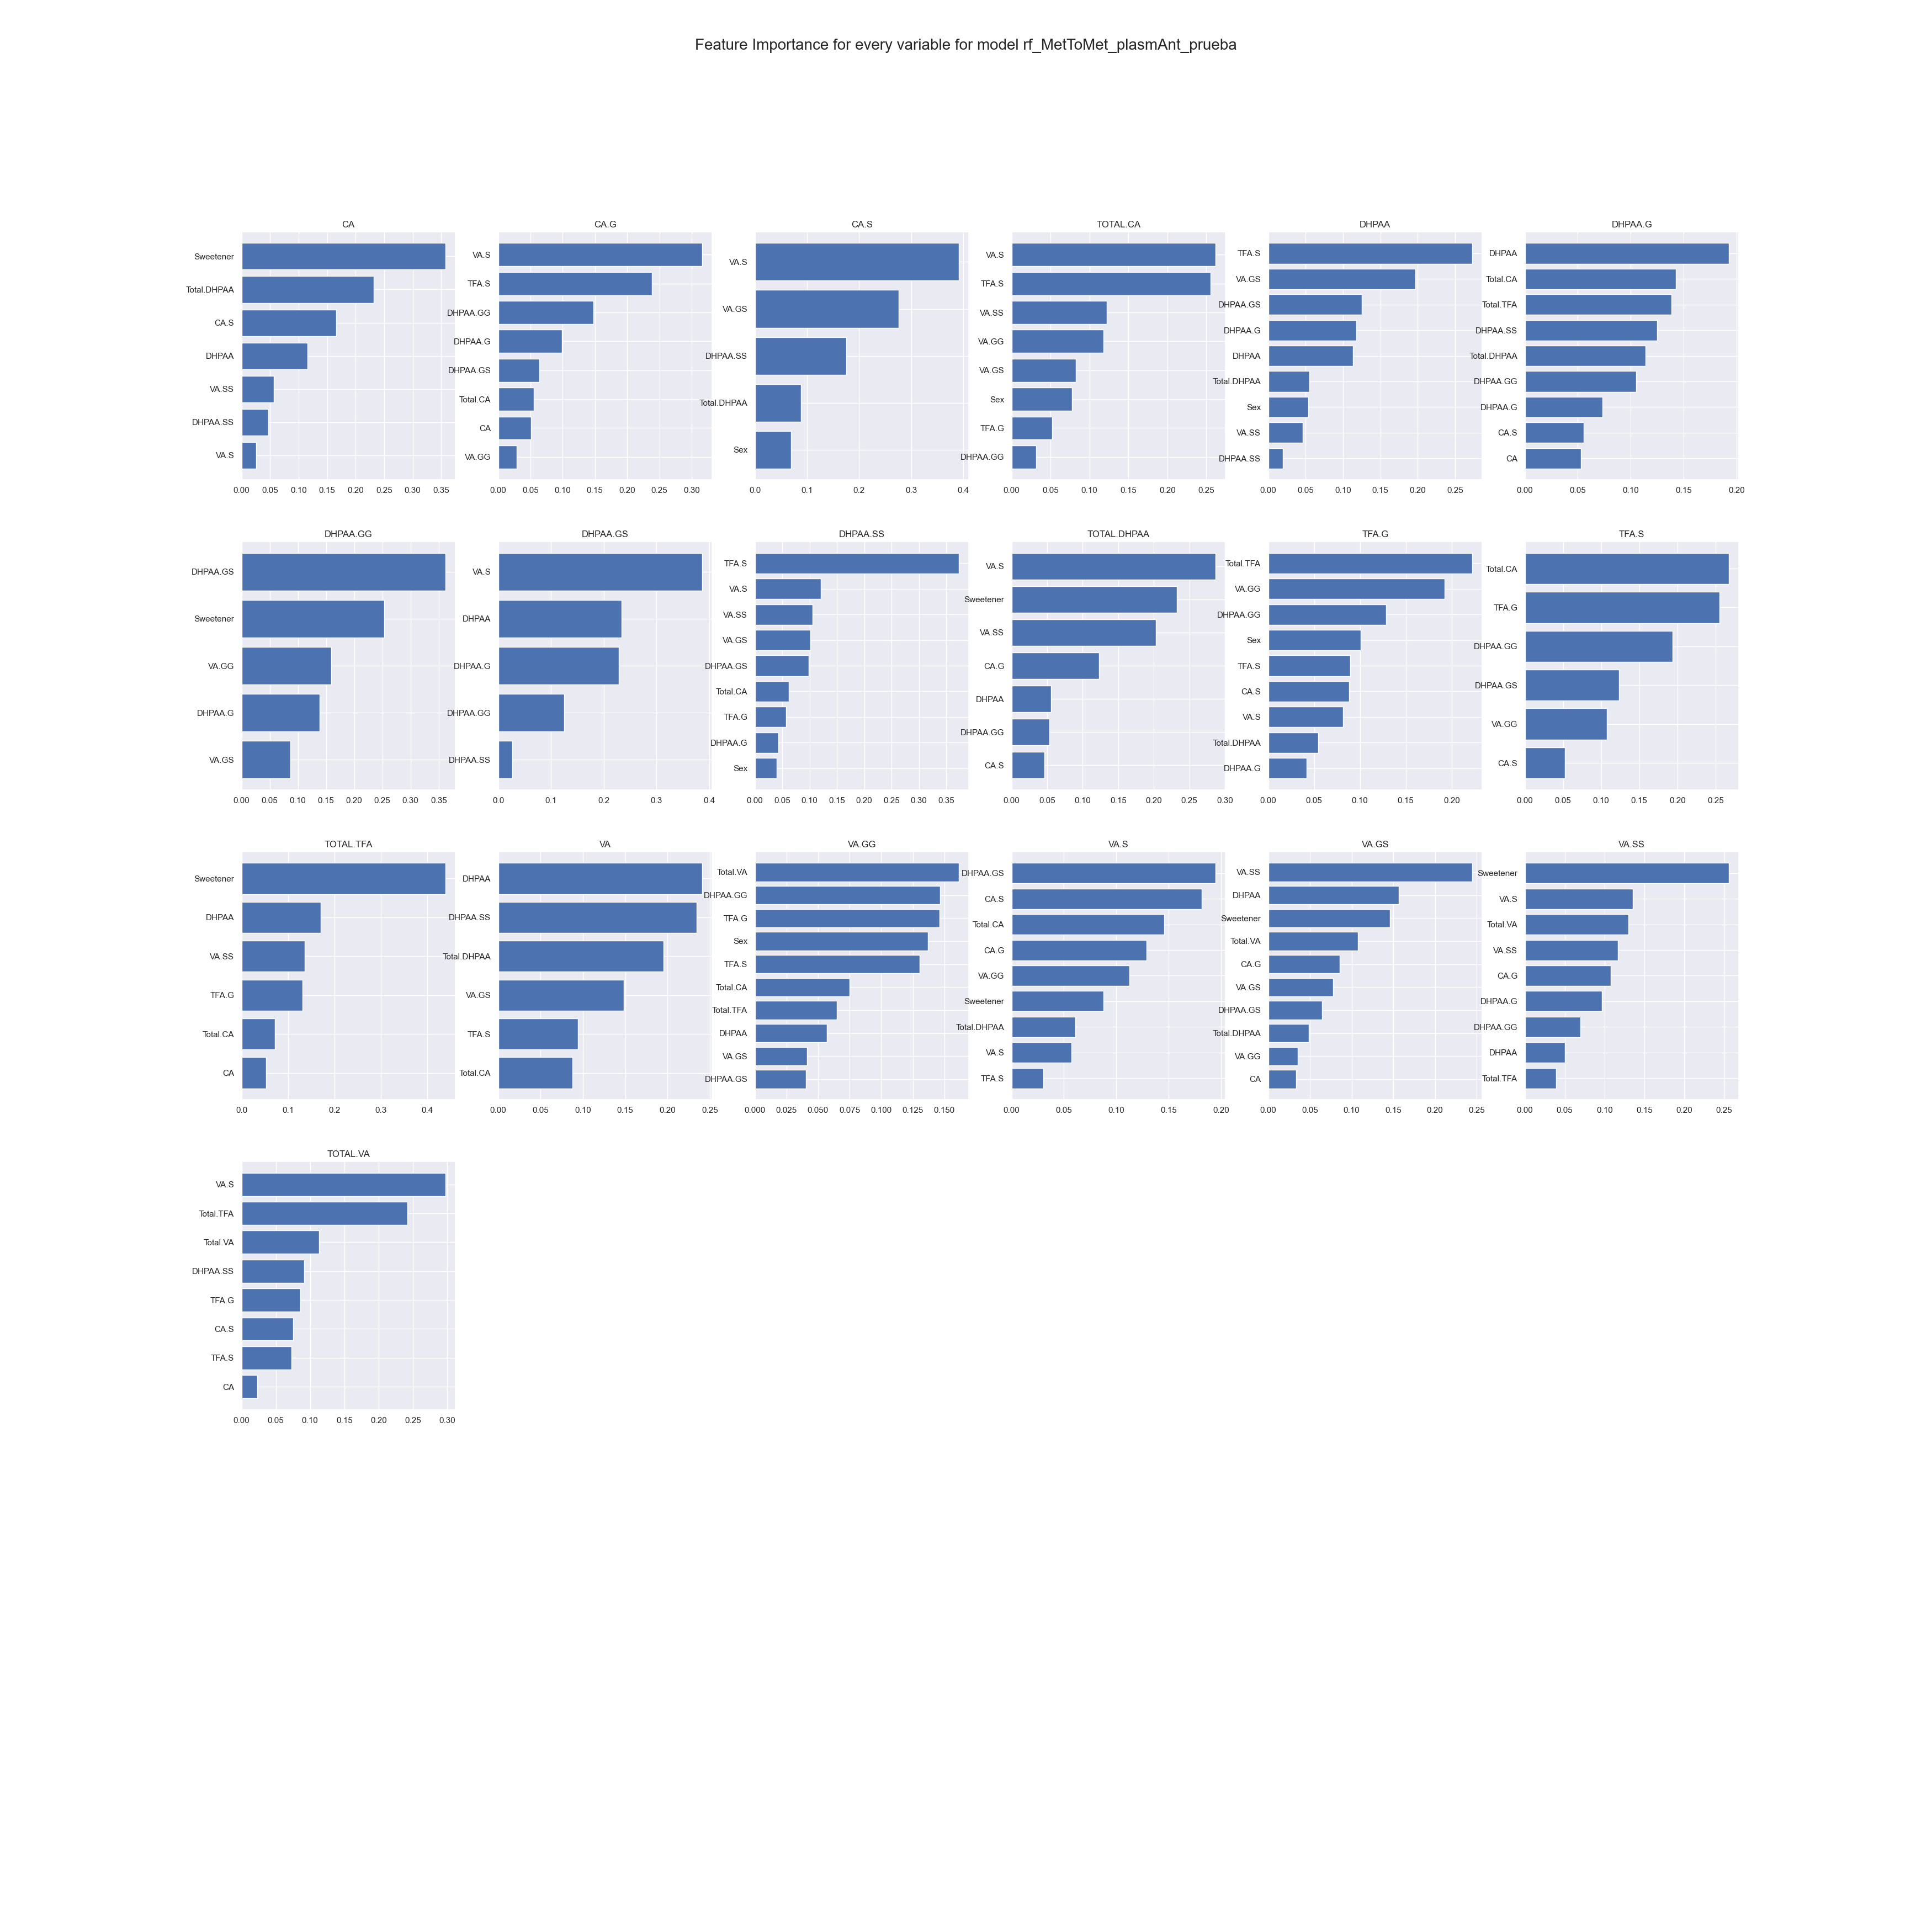 Feature Importance for every variable for model rf_MetToMet_plasmAnt_prueba
CA
Sweetener
Total.DHPAA
CA.S
DHPAA
VA.SS
DHPAA.SS
VA.S
0.00 0.05 0.10 0.15 0.20 0.25 0.30 0.35
CA.G
VA.S
TFA.S
DHPAA.GG
DHPAA.G
DHPAA.GS
Total.CA
CA
VA.GG
0.00 0.05 0.10 0.15 0.20 0.25 0.30
CA.S
VA.S
VA.GS
DHPAA.SS
Total.DHPAA
Sex
0.0 0.1 0.2 0.3 0.4
TOTAL.CA
VA.S
TFA.S
VA.SS
VA.GG
VA.GS
Sex
TFA.G
DHPAA.GG
0.00 0.05 0.10 0.15 0.20 0.25
DHPAA
TFA.S
VA.GS
DHPAA.GS
DHPAA.G
DHPAA
Total.DHPAA
Sex
VA.SS
DHPAA.SS
0.00 0.05 0.10 0.15 0.20 0.25
DHPAA.G
DHPAA
Total.CA
Total.TFA
DHPAA.SS
Total.DHPAA
DHPAA.GG
DHPAA.G
CA.S
CA
0.00 0.05 0.10 0.15 0.20
DHPAA.GG
DHPAA.GS
Sweetener
VA.GG
DHPAA.G
VA.GS
0.00 0.05 0.10 0.15 0.20 0.25 0.30 0.35
DHPAA.GS
VA.S
DHPAA
DHPAA.G
DHPAA.GG
DHPAA.SS
0.0 0.1 0.2 0.3 0.4
DHPAA.SS
TFA.S
VA.S
VA.SS
VA.GS
DHPAA.GS
Total.CA
TFA.G
DHPAA.G
Sex
0.00 0.05 0.10 0.15 0.20 0.25 0.30 0.35
TOTAL.DHPAA
VA.S
Sweetener
VA.SS
CA.G
DHPAA
DHPAA.GG
CA.S
0.00 0.05 0.10 0.15 0.20 0.25 0.30
TFA.G
Total.TFA
VA.GG
DHPAA.GG
Sex
TFA.S
CA.S
VA.S
Total.DHPAA
DHPAA.G
0.00 0.05 0.10 0.15 0.20
TFA.S
Total.CA
TFA.G
DHPAA.GG
DHPAA.GS
VA.GG
CA.S
0.00 0.05 0.10 0.15 0.20 0.25
TOTAL.TFA
Sweetener
DHPAA
VA.SS
TFA.G
Total.CA
CA
0.0 0.1 0.2 0.3 0.4
VA
DHPAA
DHPAA.SS
Total.DHPAA
VA.GS
TFA.S
Total.CA
0.00 0.05 0.10 0.15 0.20 0.25
VA.GG
Total.VA
DHPAA.GG
TFA.G
Sex
TFA.S
Total.CA
Total.TFA
DHPAA
VA.GS
DHPAA.GS
0.000 0.025 0.050 0.075 0.100 0.125 0.150
VA.S
DHPAA.GS
CA.S
Total.CA
CA.G
VA.GG
Sweetener
Total.DHPAA
VA.S
TFA.S
0.00 0.05 0.10 0.15 0.20
VA.GS
VA.SS
DHPAA
Sweetener
Total.VA
CA.G
VA.GS
DHPAA.GS
Total.DHPAA
VA.GG
CA
0.00 0.05 0.10 0.15 0.20 0.25
VA.SS
Sweetener
VA.S
Total.VA
VA.SS
CA.G
DHPAA.G
DHPAA.GG
DHPAA
Total.TFA
0.00 0.05 0.10 0.15 0.20 0.25
TOTAL.VA
VA.S
Total.TFA
Total.VA
DHPAA.SS
TFA.G
CA.S
TFA.S
CA
0.00 0.05 0.10 0.15 0.20 0.25 0.30